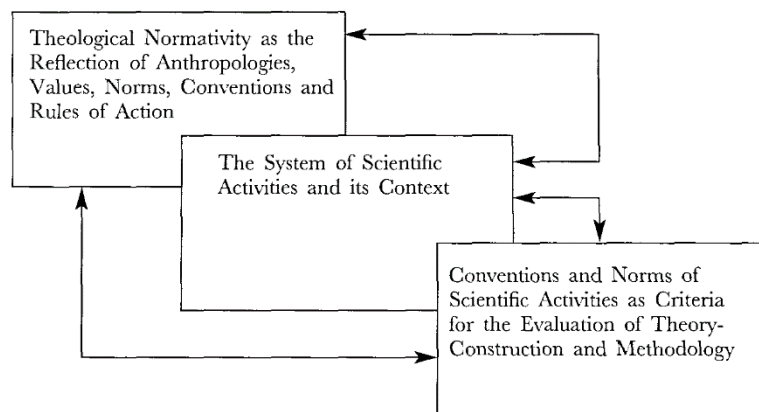 Theological Normativity as the
Reflection of Anthropologies,
Values, Norms, Conventions and
Rules of Action
The System of Scientific
Activities and its Context
Conventions and Norms of
Scientific Activities as Criteria
for the Evaluation of Theory-
Construction and Methodology